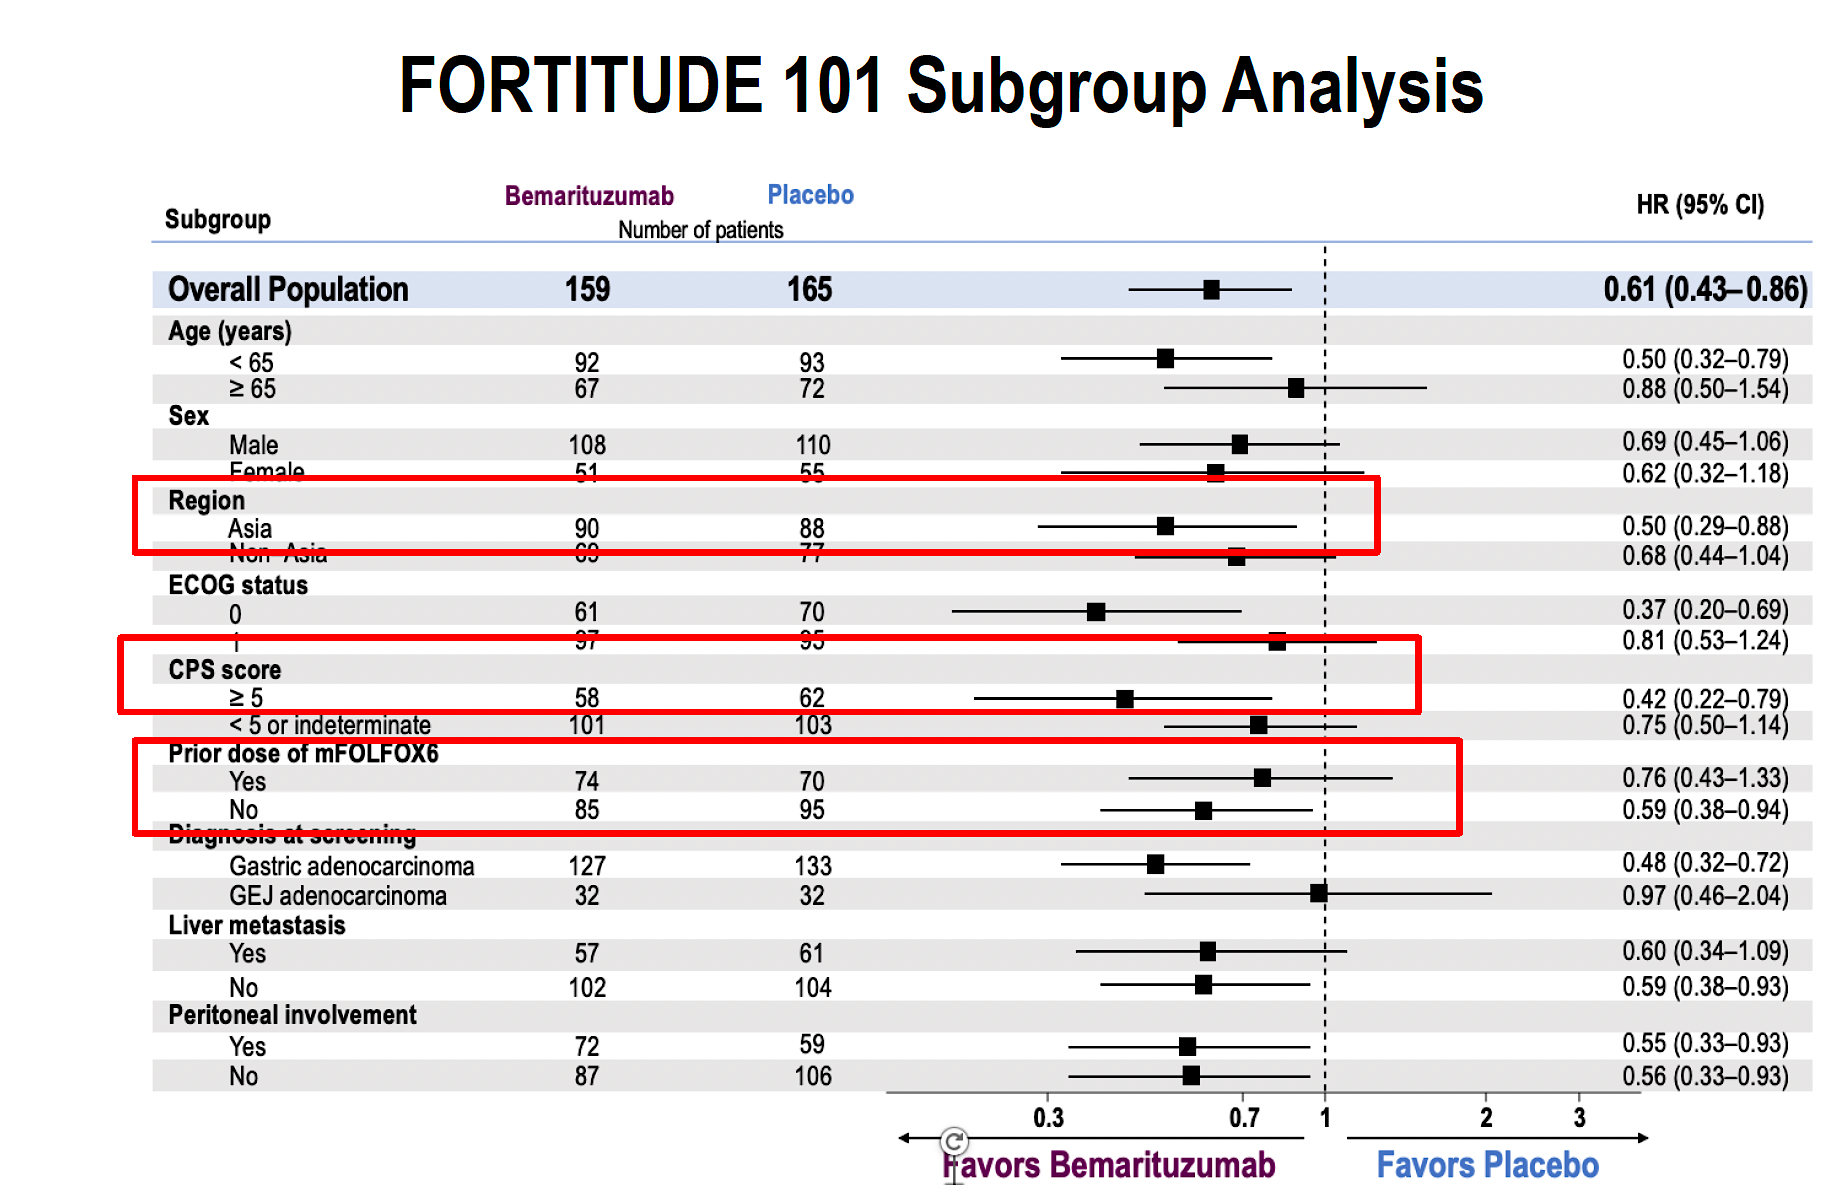 FORTITUDE 101 Subgroup Analysis
Bemarituzumab Placebo
Subgroup Number of patients HR (95% CI)
Overall Population 159 165 0.61 (0.43–0.86)
Age (years)
< 65 92 93 0.50 (0.32–0.79)
≥ 65 67 72 0.88 (0.50–1.54)
Sex
Male 108 110 0.69 (0.45–1.06)
Female 51 55 0.62 (0.32–1.18)
Region
Asia 90 88 0.50 (0.29–0.88)
Non-Asia 69 77 0.68 (0.44–1.04)
ECOG status
0 61 70 0.37 (0.20–0.69)
1 97 95 0.81 (0.53–1.24)
CPS score
≥ 5 58 62 0.42 (0.22–0.79)
< 5 or indeterminate 101 103 0.75 (0.50–1.14)
Prior dose of mFOLFOX6
Yes 74 70 0.76 (0.43–1.33)
No 85 95 0.59 (0.38–0.94)
Diagnosis at screening
Gastric adenocarcinoma 127 133 0.48 (0.32–0.72)
GEJ adenocarcinoma 32 32 0.97 (0.46–2.04)
Liver metastasis
Yes 57 61 0.60 (0.34–1.09)
No 102 104 0.59 (0.38–0.93)
Peritoneal involvement
Yes 72 59 0.55 (0.33–0.93)
No 87 106 0.56 (0.33–0.93)
0.3 0.7 1 2 3
Favors Bemarituzumab Favors Placebo